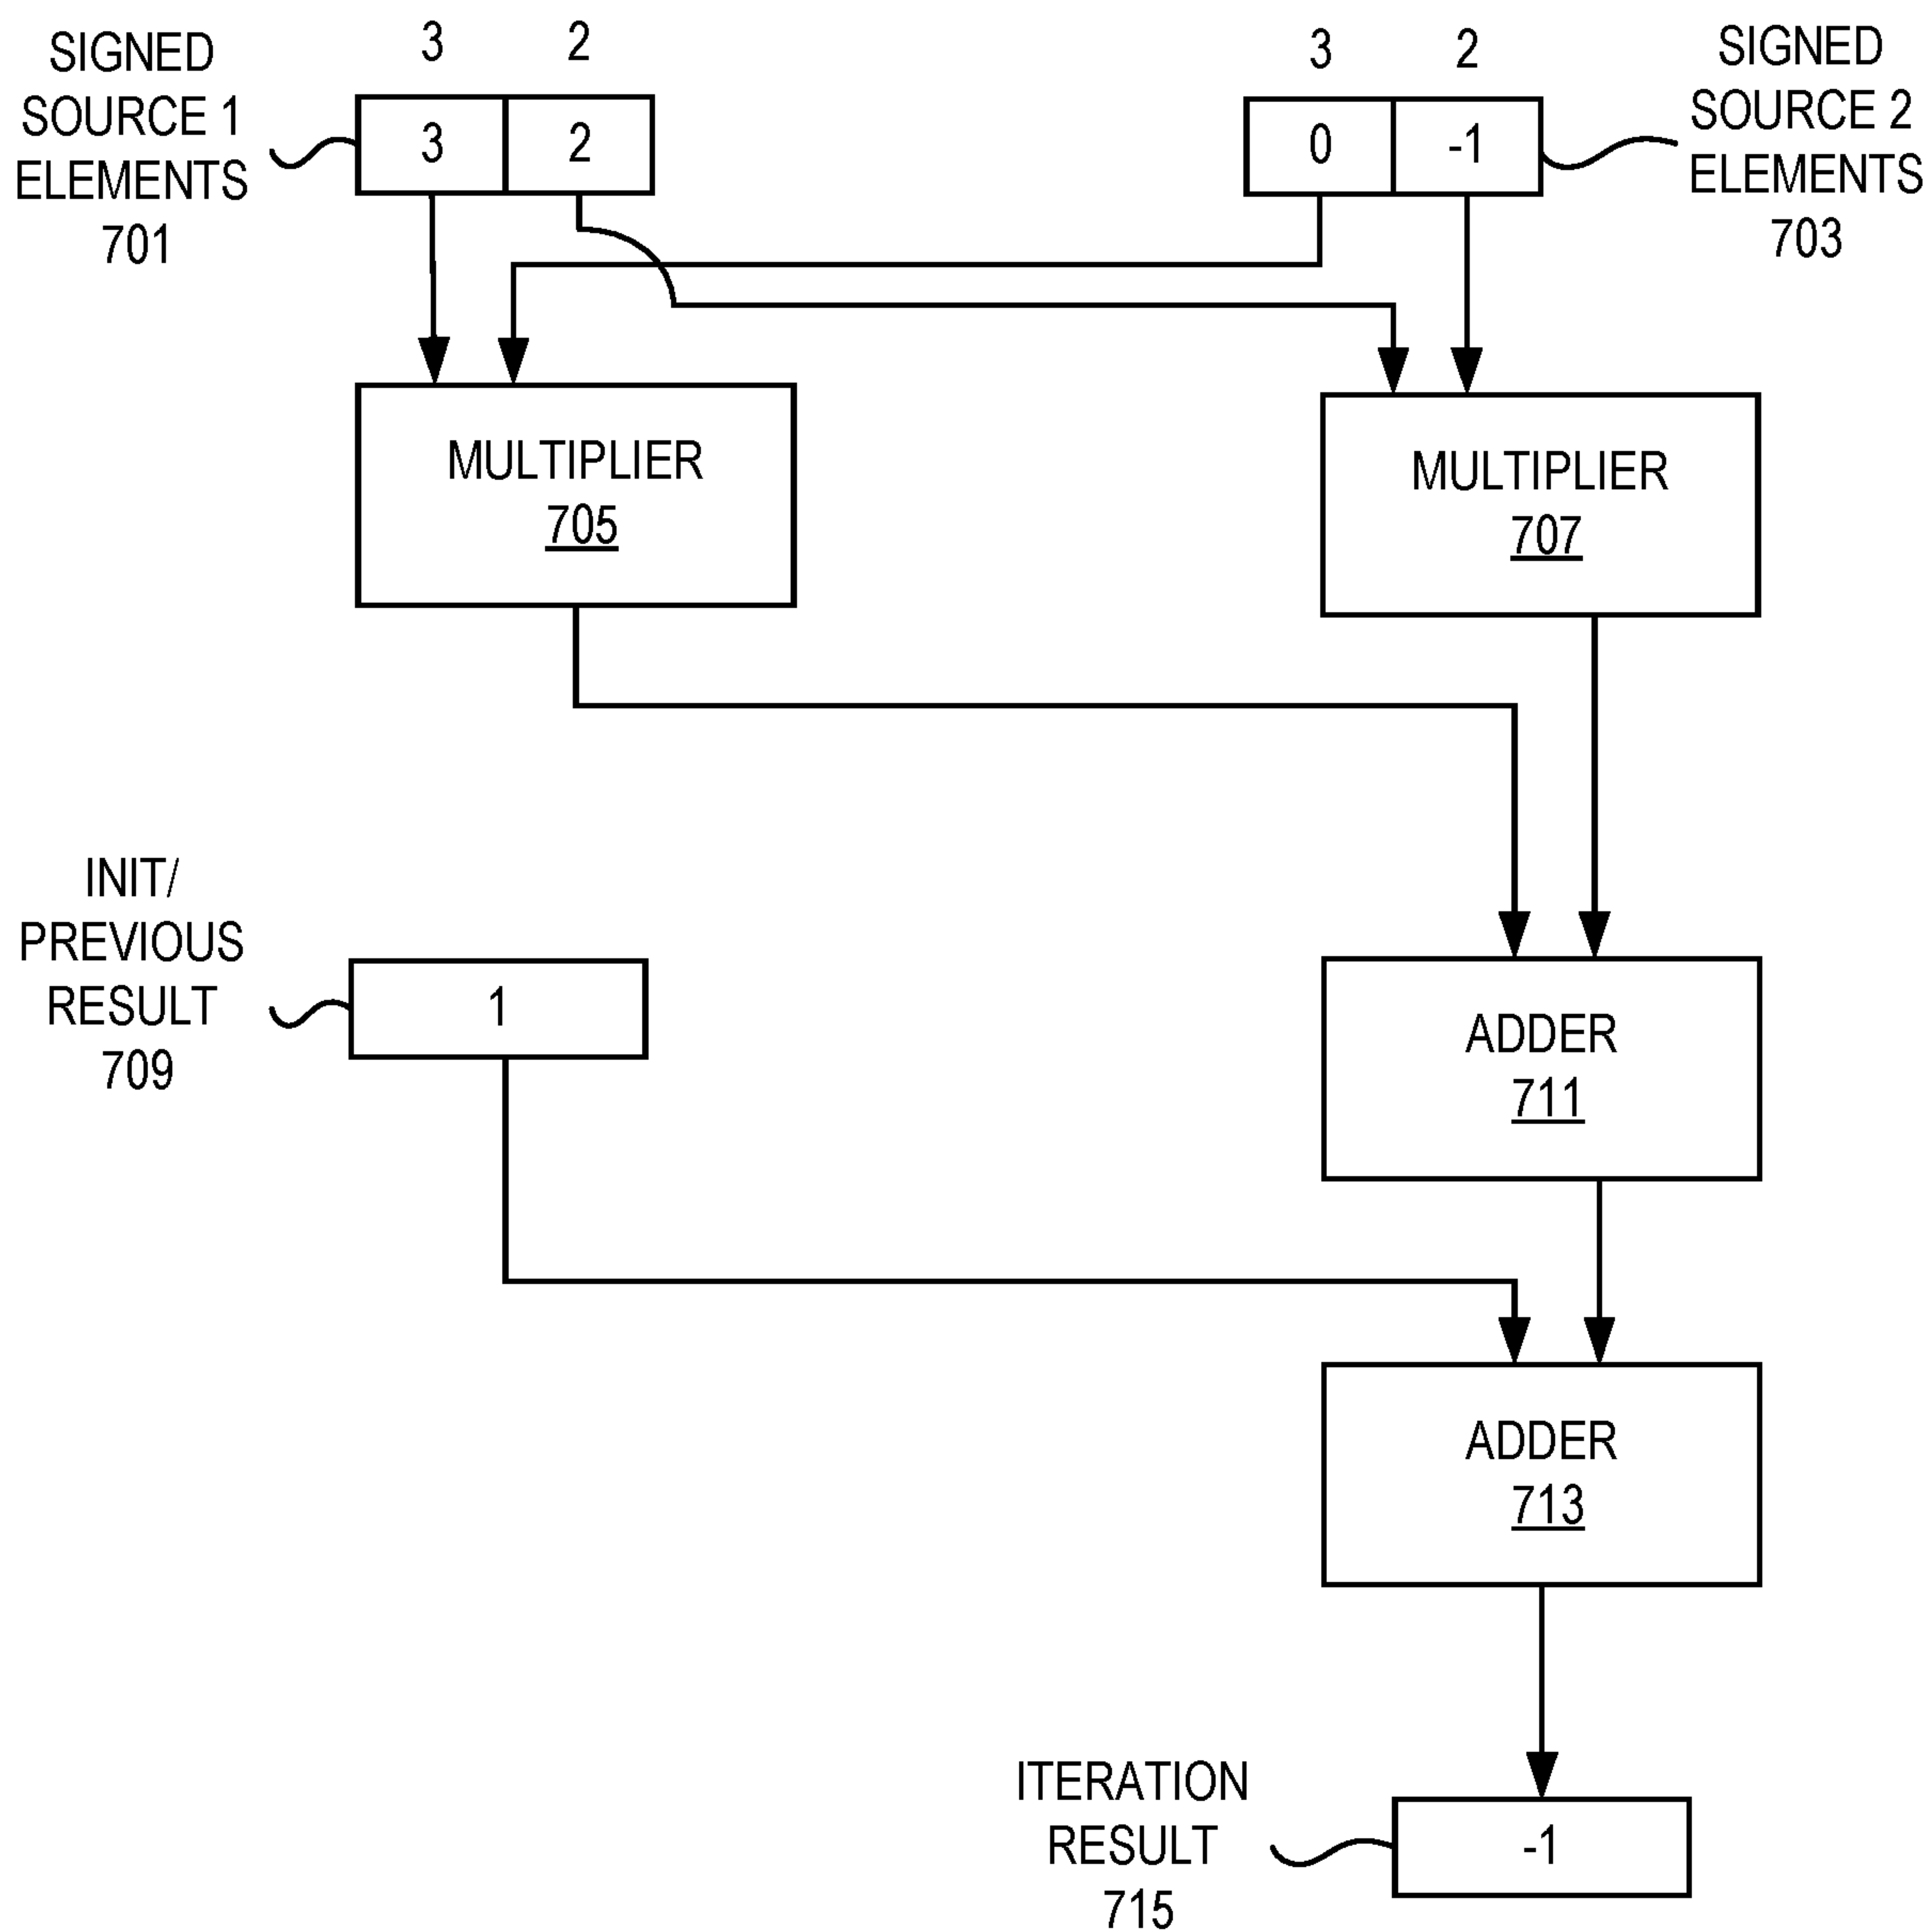 SIGNED
SOURCE 1
ELEMENTS
701
3 2
3 2
3 2
0 -1
SIGNED
SOURCE 2
ELEMENTS
703
MULTIPLIER
705
MULTIPLIER
707
INIT/
PREVIOUS
RESULT
709
1
ADDER
711
ADDER
713
ITERATION
RESULT
715
-1